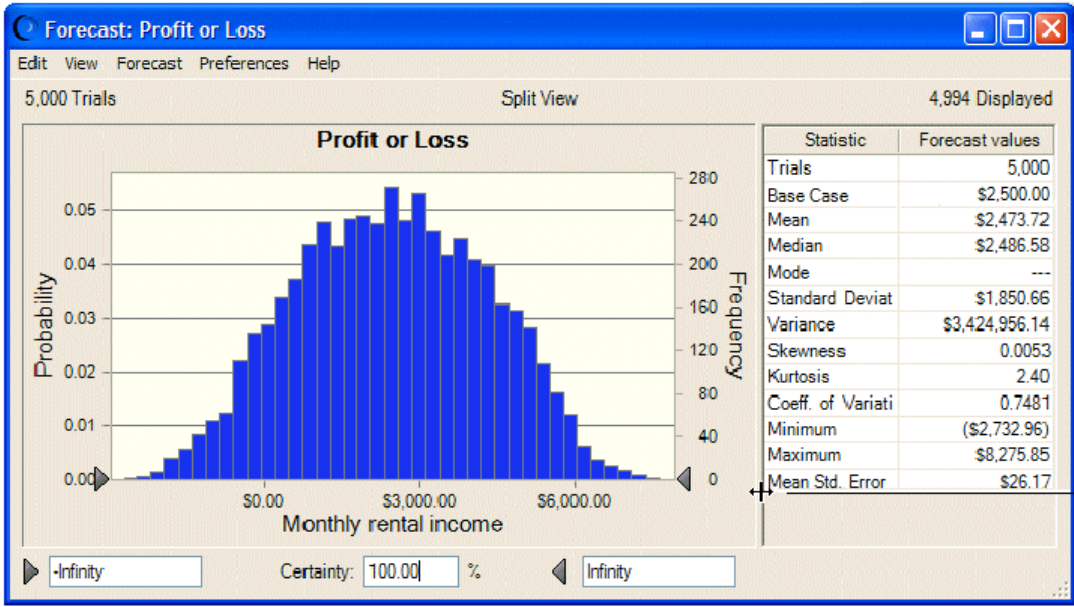 Forecast: Profit or Loss
Edit View Forecast Preferences Help
5,000 Trials Split View 4,994 Displayed
Profit or Loss
Probability
0.05
0.04
0.03
0.02
0.01
0.00
280
240
200
160
120
80
40
0
Frequency
$0.00 $3,000.00 $6,000.00
Monthly rental income
Statistic Forecast values
Trials 5,000
Base Case $2,500.00
Mean $2,473.72
Median $2,486.58
Mode ---
Standard Deviat $1,850.66
Variance $3,424,956.14
Skewness 0.0053
Kurtosis 2.40
Coeff. of Variati 0.7481
Minimum ($2,732.96)
Maximum $8,275.85
Mean Std. Error $26.17
-Infinity Certainty: 100.00 % Infinity